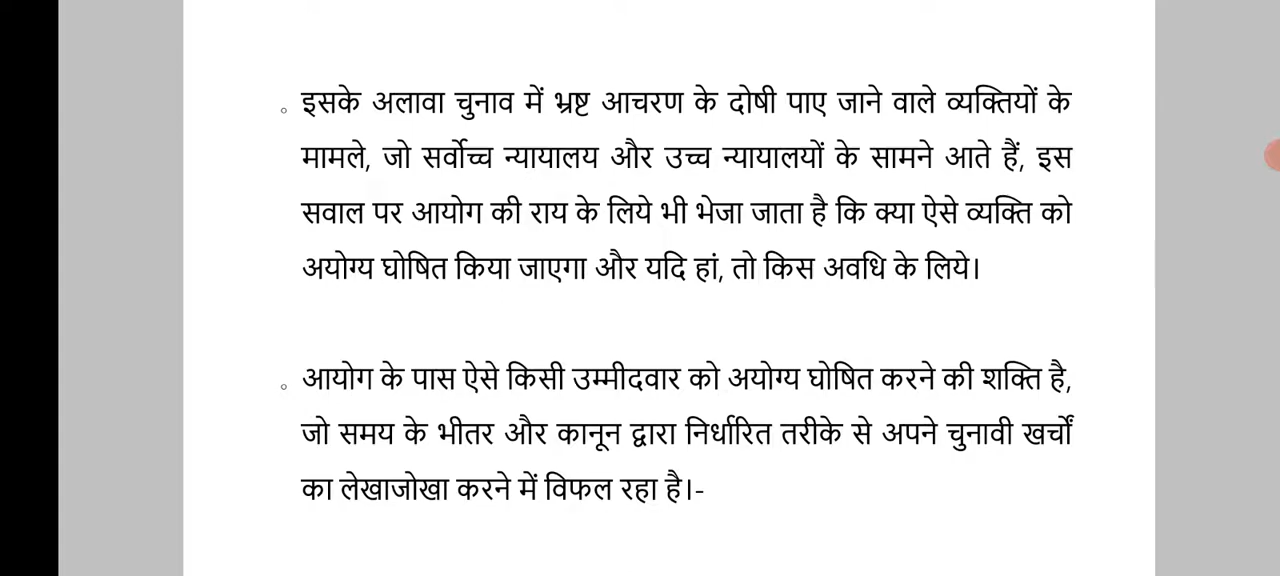 ◦ इसके अलावा चुनाव में भ्रष्ट आचरण के दोषी पाए जाने वाले व्यक्तियों के
मामले, जो सर्वोच्च न्यायालय और उच्च न्यायालयों के सामने आते हैं, इस
सवाल पर आयोग की राय के लिये भी भेजा जाता है कि क्या ऐसे व्यक्ति को
अयोग्य घोषित किया जाएगा और यदि हां, तो किस अवधि के लिये।
◦ आयोग के पास ऐसे किसी उम्मीदवार को अयोग्य घोषित करने की शक्ति है,
जो समय के भीतर और कानून द्वारा निर्धारित तरीके से अपने चुनावी खर्चों
का लेखाजोखा करने में विफल रहा है।-